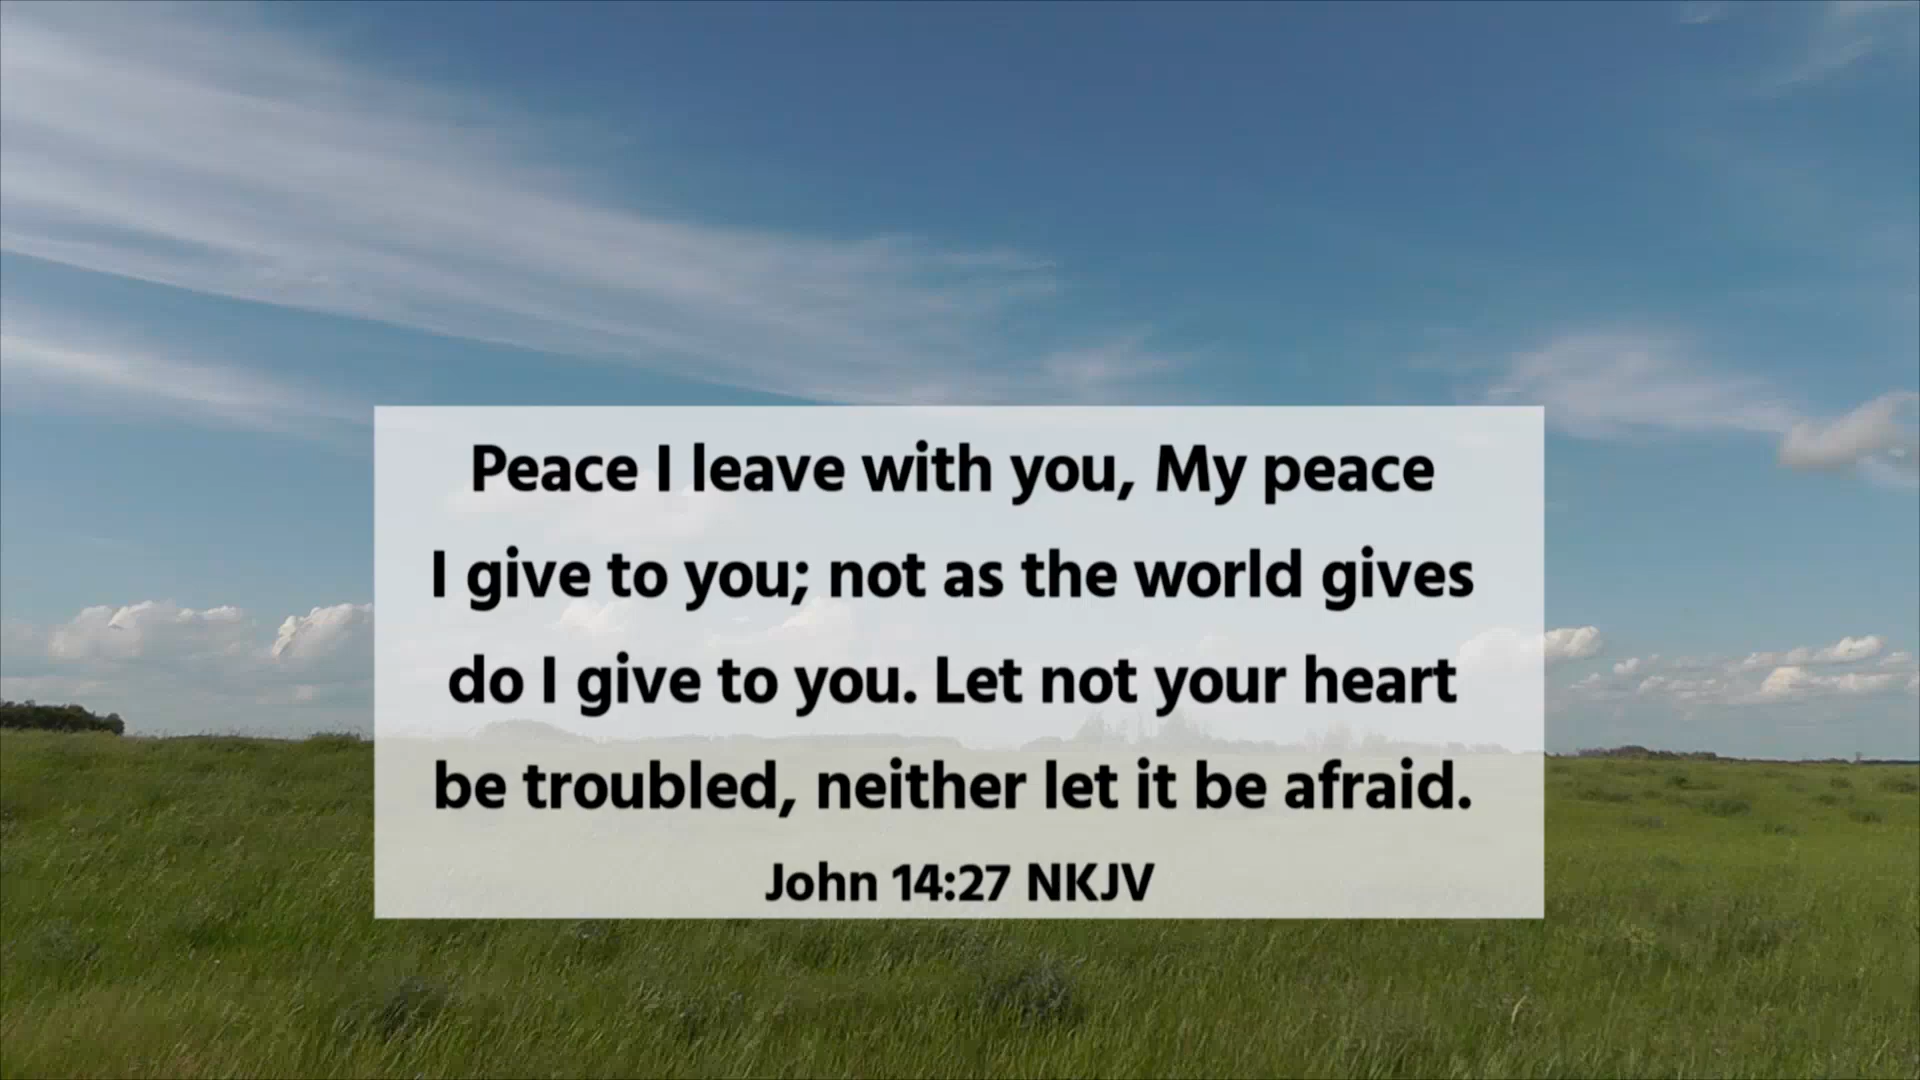 Peace I leave with you, My peace
I give to you; not as the world gives
do I give to you. Let not your heart
be troubled, neither let it be afraid.
John 14:27 NKJV